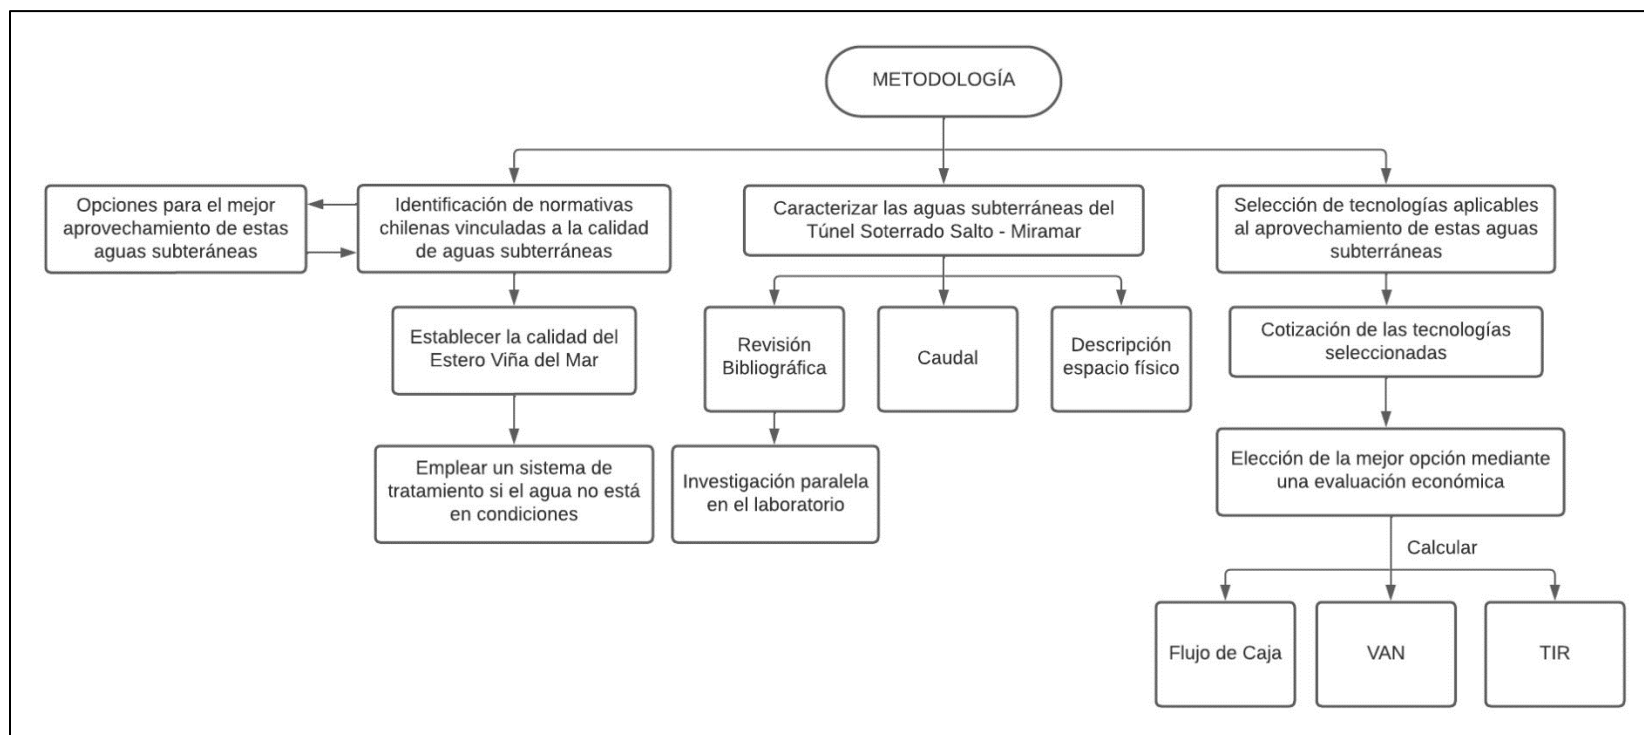 METODOLOGÍA
Opciones para el mejor
aprovechamiento de estas
aguas subteráneas
Identificación de normativas
chilenas vinculadas a la calidad
de aguas subterráneas
Caracterizar las aguas subterráneas del
Túnel Soterrado Salto - Miramar
Selección de tecnologías aplicables
al aprovechamiento de estas aguas
subterráneas
Establecer la calidad del
Estero Viña del Mar
Revisión
Bibliográfica
Caudal
Descripción
espacio físico
Cotización de las tecnologías
seleccionadas
Emplear un sistema de
tratamiento si el agua no está
en condiciones
Investigación paralela
en el laboratorio
Elección de la mejor opción mediante
una evaluación económica
Calcular
Flujo de Caja
VAN
TIR